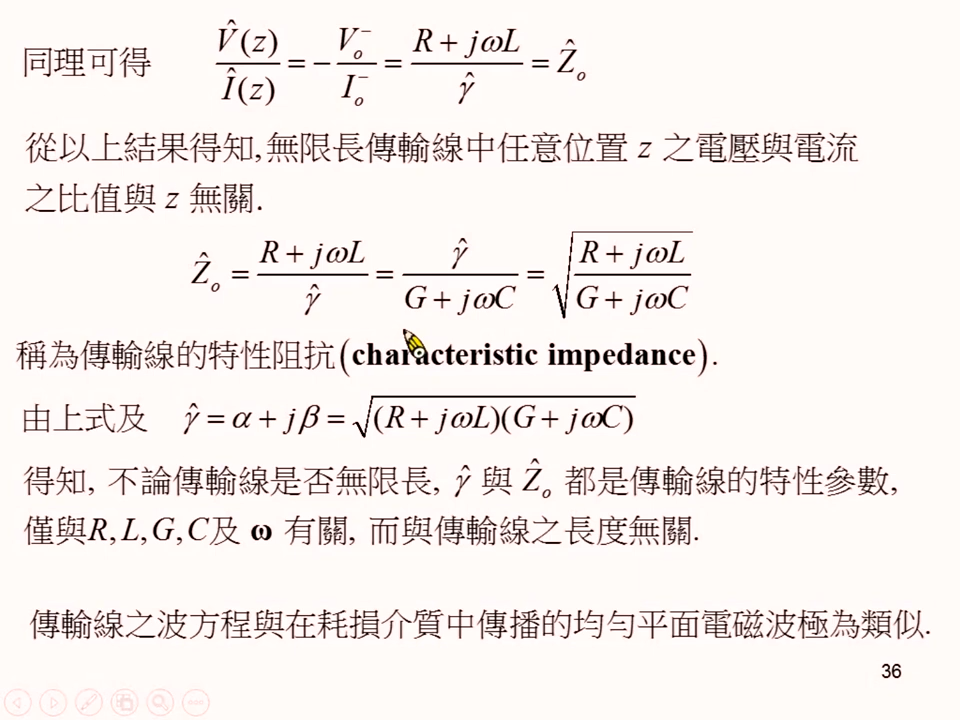 同理可得 V̂(z)/Î(z) = −Vₒ⁻/Iₒ⁻ = (R + jωL)/γ̂ = Ẑₒ
從以上結果得知,無限長傳輸線中任意位置 z 之電壓與電流
之比值與 z 無關.
Ẑₒ = (R + jωL)/γ̂ = γ̂/(G + jωC) = √((R + jωL)/(G + jωC))
稱為傳輸線的特性阻抗(characteristic impedance).
由上式及 γ̂ = α + jβ = √((R + jωL)(G + jωC))
得知, 不論傳輸線是否無限長, γ̂ 與 Ẑₒ 都是傳輸線的特性參數,
僅與R, L, G, C及 ω 有關, 而與傳輸線之長度無關.
傳輸線之波方程與在耗損介質中傳播的均勻平面電磁波極為類似.
36